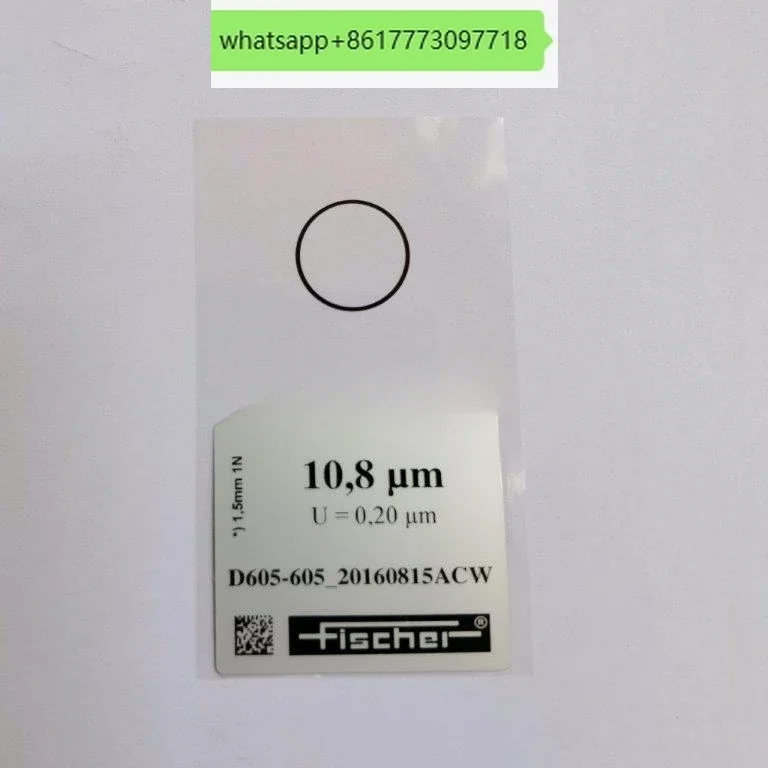 whatsapp+8617773097718
*) 1,5mm 1N
10,8 µm
U = 0,20 µm
D605-605_20160815ACW
Fischer®